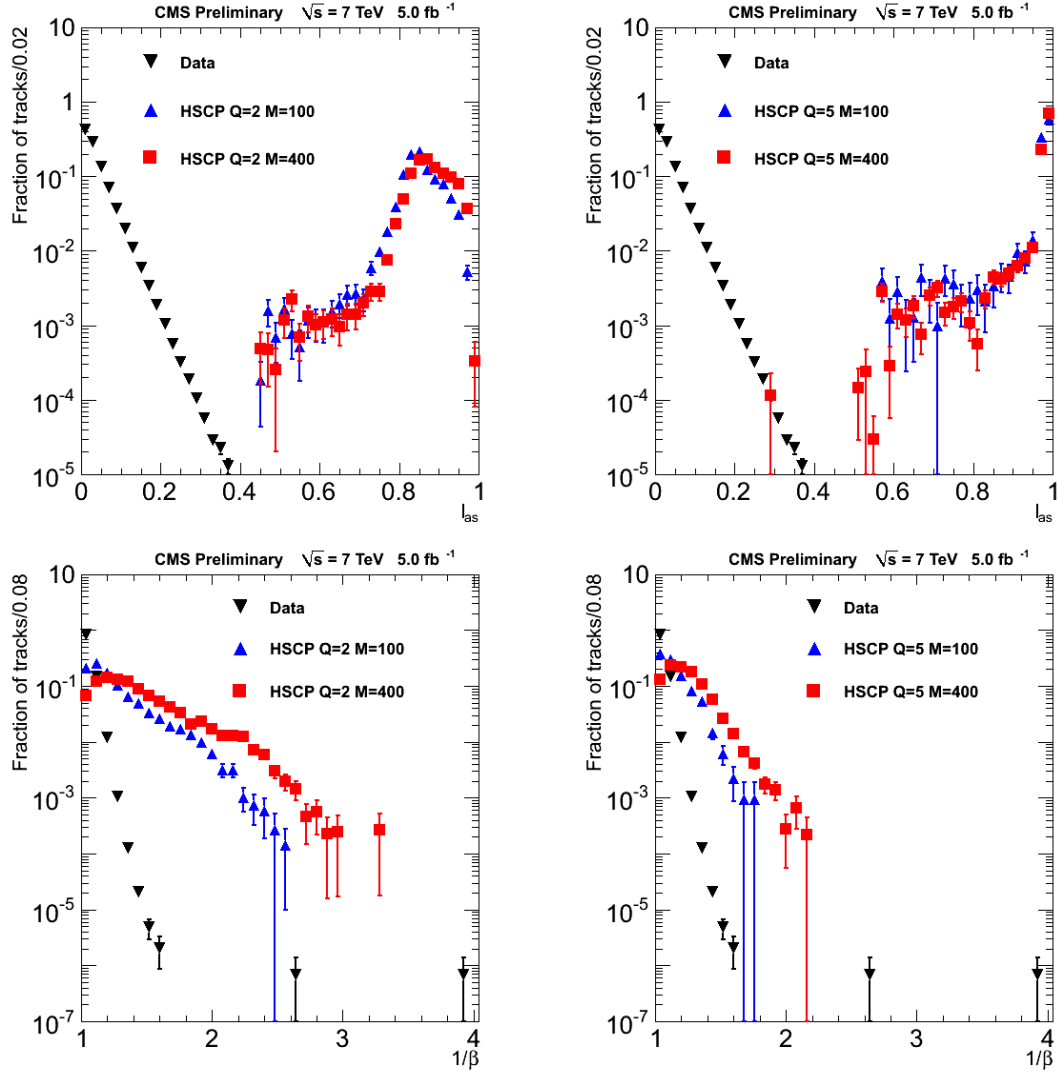 CMS Preliminary √s = 7 TeV 5.0 fb⁻¹
Fraction of tracks/0.02
10
1
10⁻¹
10⁻²
10⁻³
10⁻⁴
10⁻⁵
Data
HSCP Q=2 M=100
HSCP Q=2 M=400
0 0.2 0.4 0.6 0.8 1
Ias
CMS Preliminary √s = 7 TeV 5.0 fb⁻¹
Fraction of tracks/0.02
10
1
10⁻¹
10⁻²
10⁻³
10⁻⁴
10⁻⁵
Data
HSCP Q=5 M=100
HSCP Q=5 M=400
0 0.2 0.4 0.6 0.8 1
Ias
CMS Preliminary √s = 7 TeV 5.0 fb⁻¹
Fraction of tracks/0.08
10
10⁻¹
10⁻³
10⁻⁵
10⁻⁷
Data
HSCP Q=2 M=100
HSCP Q=2 M=400
1 2 3 4
1/β
CMS Preliminary √s = 7 TeV 5.0 fb⁻¹
Fraction of tracks/0.08
10
10⁻¹
10⁻³
10⁻⁵
10⁻⁷
Data
HSCP Q=5 M=100
HSCP Q=5 M=400
1 2 3 4
1/β